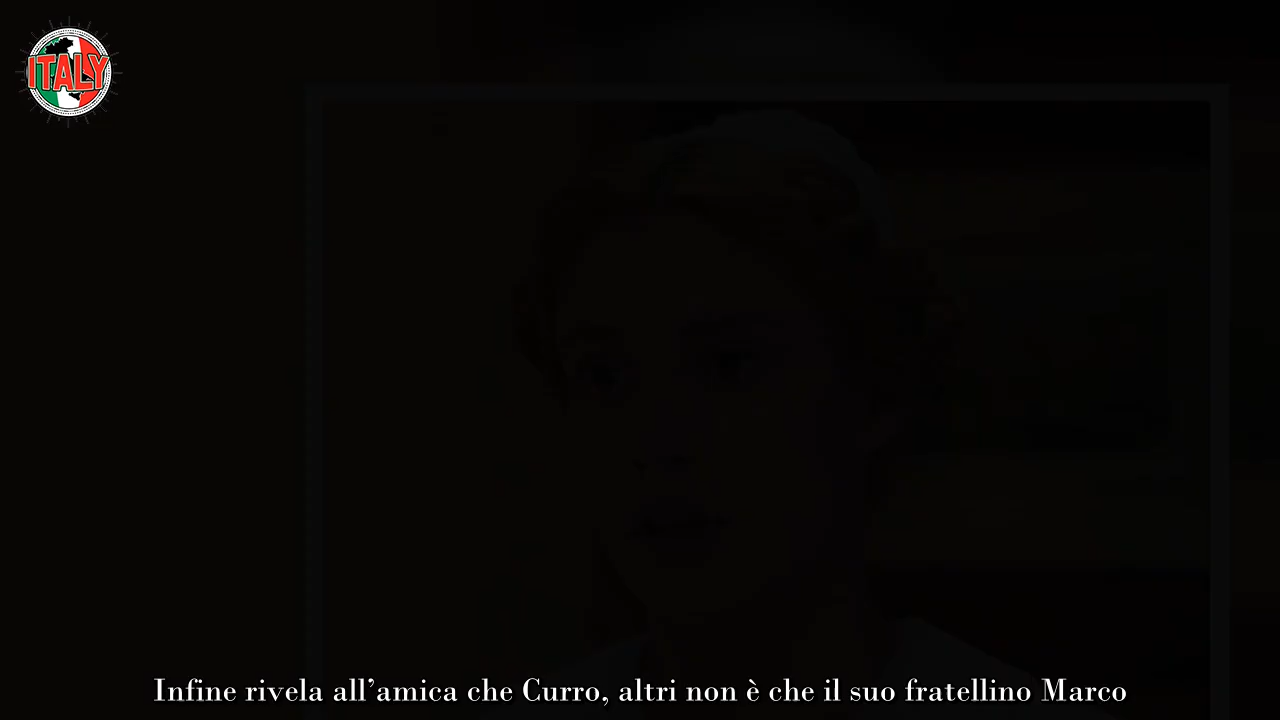 ITALY
Infine rivela all’amica che Curro, altri non è che il suo fratellino Marco